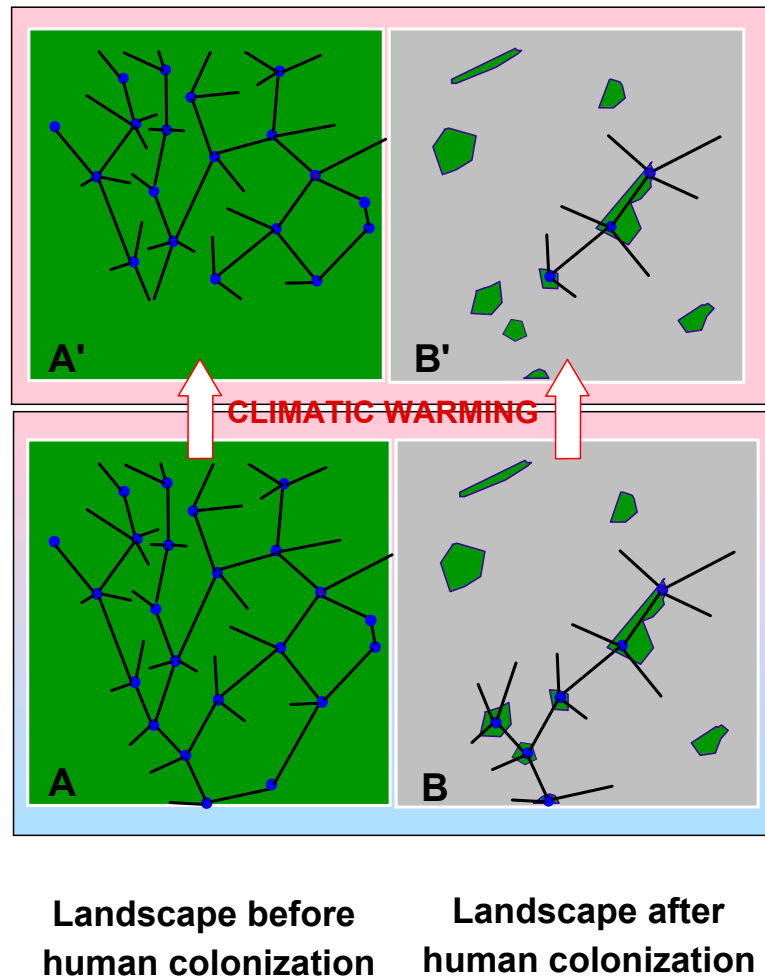 A'
B'
CLIMATIC WARMING
A
B
Landscape before
human colonization
Landscape after
human colonization